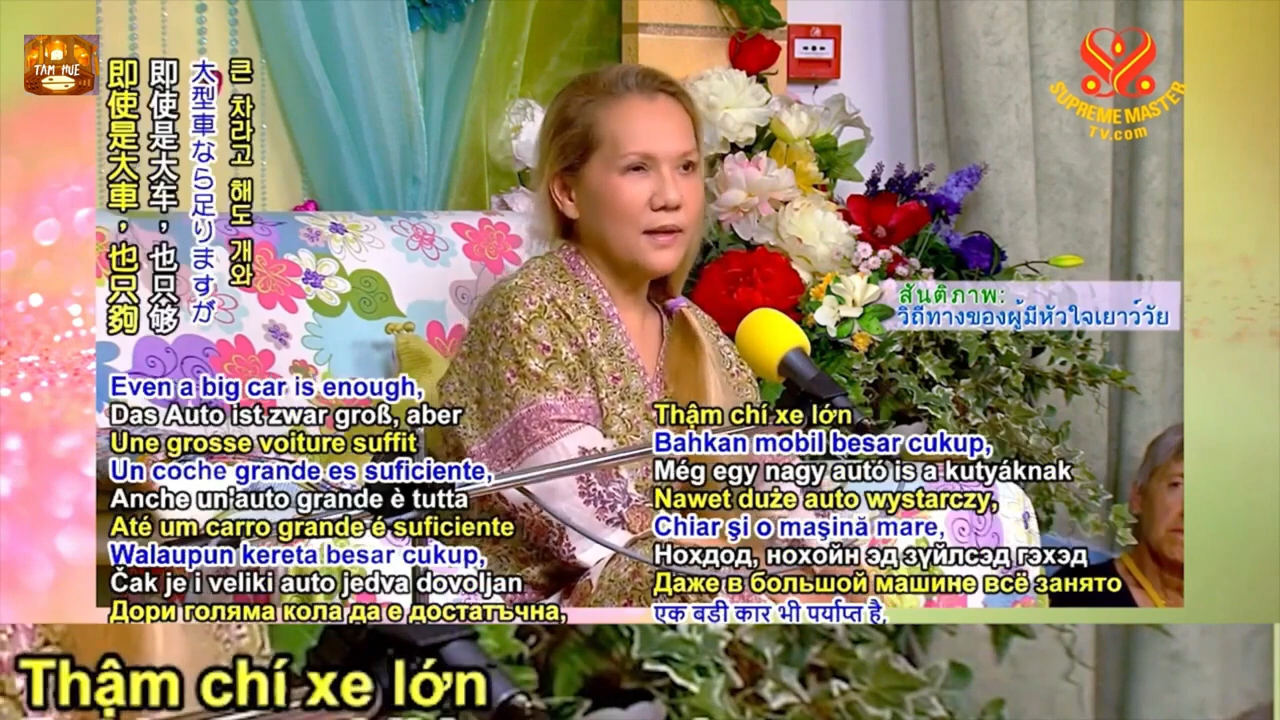 TAM HUE
即使是大車，也只夠
即使是大车，也只够
大型車なら足りますが
큰 차라고 해도 개와
SUPREME MASTER
TV.com
สันติภาพ:
วิถีทางของผู้มีหัวใจเยาว์วัย
Even a big car is enough,
Das Auto ist zwar groß, aber
Une grosse voiture suffit
Un coche grande es suficiente,
Anche un'auto grande è tutta
Até um carro grande é suficiente
Walaupun kereta besar cukup,
Čak je i veliki auto jedva dovoljan
Дори голяма кола да е достатъчна,
Thậm chí xe lớn
Bahkan mobil besar cukup,
Még egy nagy autó is a kutyáknak
Nawet duże auto wystarczy,
Chiar şi o maşină mare,
Нохдод, нохойн эд зүйлсэд гэхэд
Даже в большой машине всё занято
एक बड़ी कार भी पर्याप्त है,
Thậm chí xe lớn